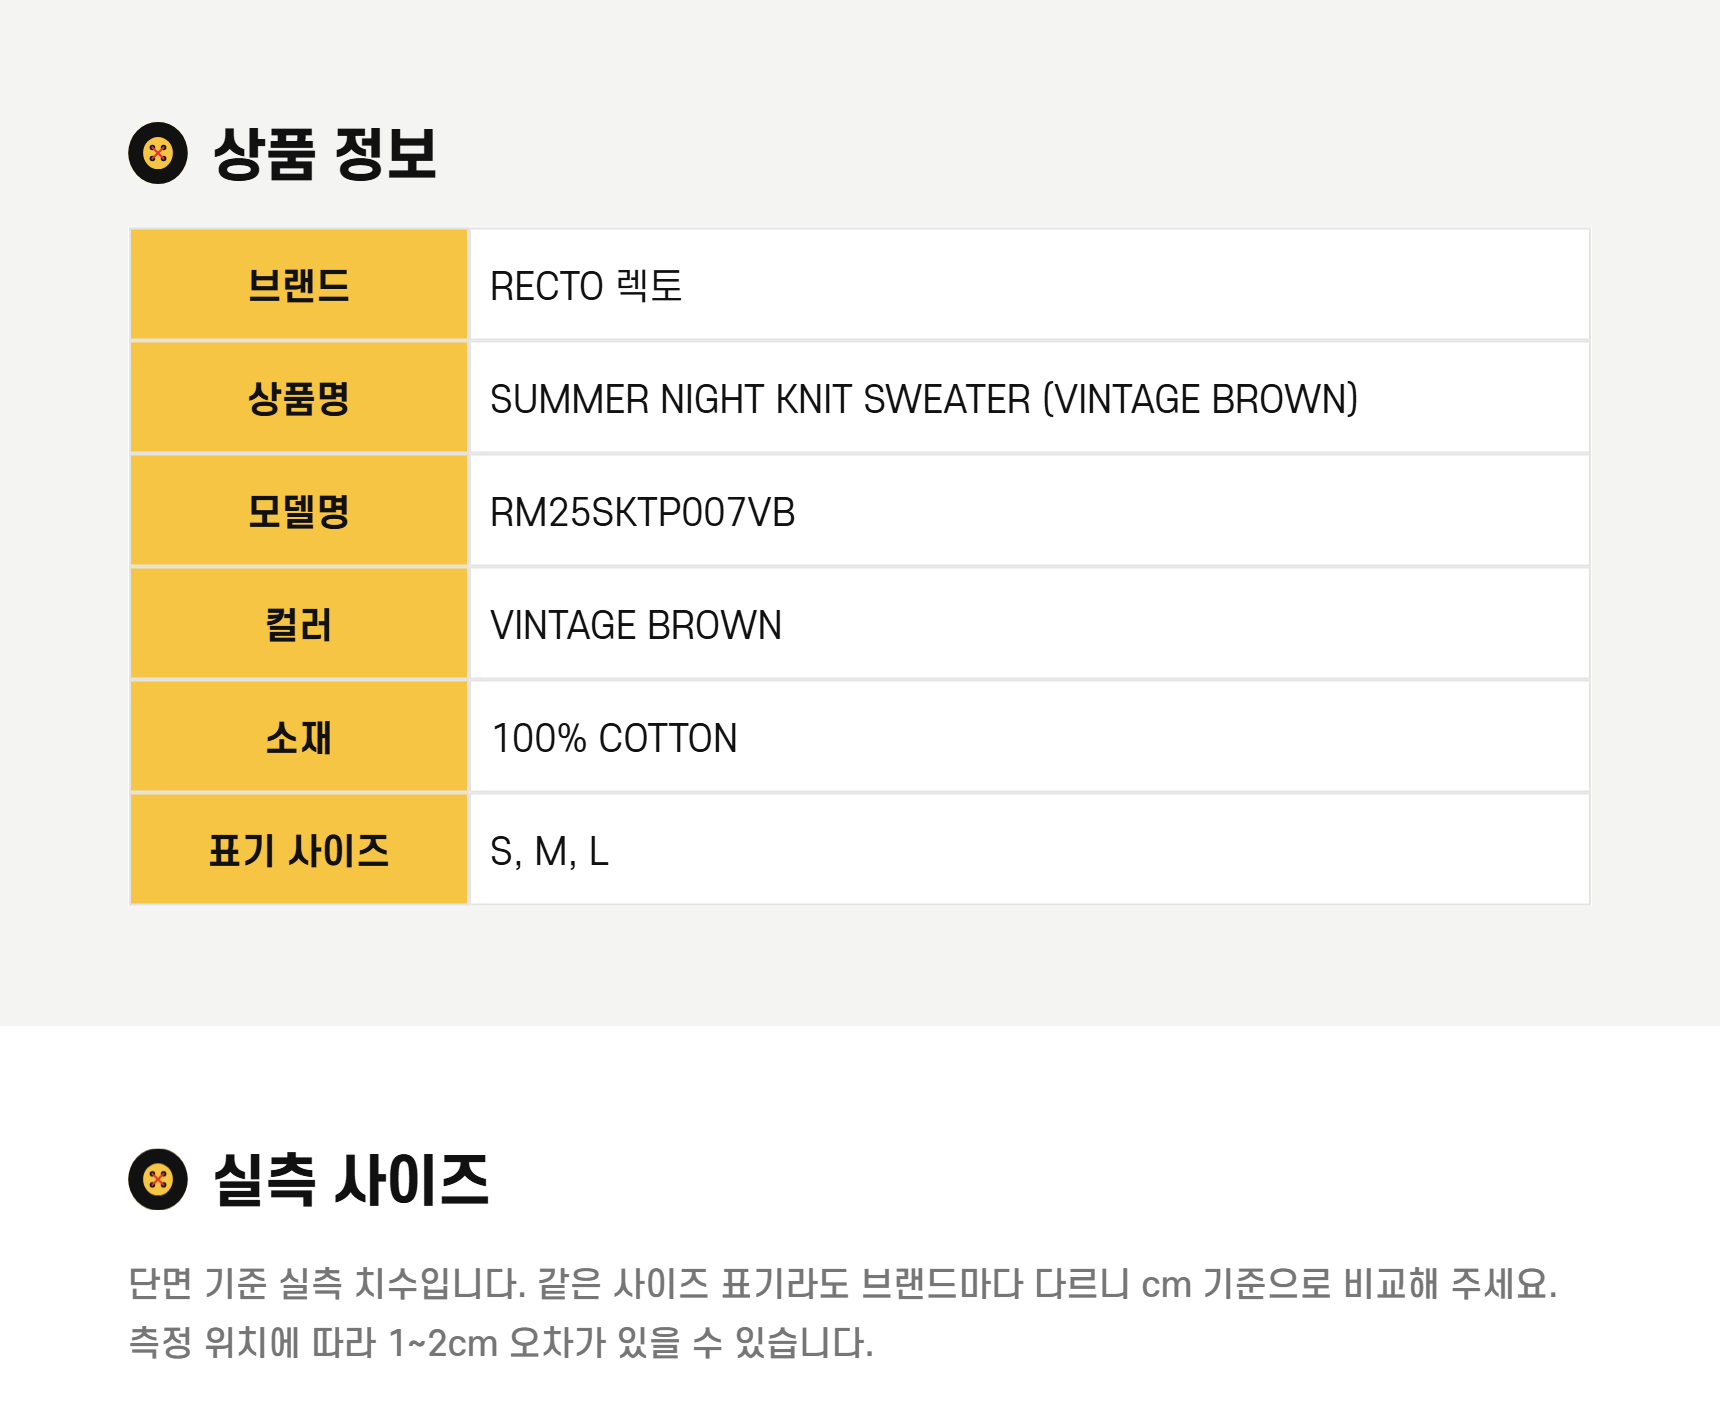 상품 정보
브랜드 RECTO 렉토
상품명 SUMMER NIGHT KNIT SWEATER (VINTAGE BROWN)
모델명 RM25SKTP007VB
컬러 VINTAGE BROWN
소재 100% COTTON
표기 사이즈 S, M, L
실측 사이즈
단면 기준 실측 치수입니다. 같은 사이즈 표기라도 브랜드마다 다르니 cm 기준으로 비교해 주세요.
측정 위치에 따라 1~2cm 오차가 있을 수 있습니다.